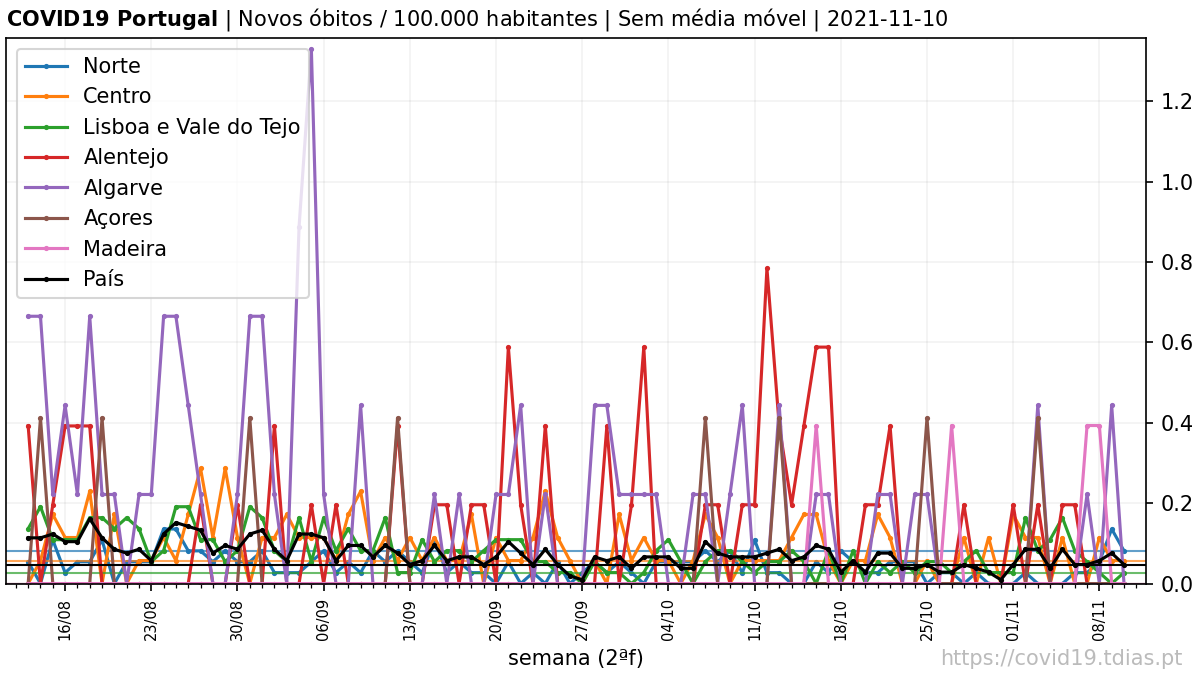 COVID19 Portugal | Novos óbitos / 100.000 habitantes | Sem média móvel | 2021-11-10
Norte
Centro
Lisboa e Vale do Tejo
Alentejo
Algarve
Açores
Madeira
País
1.2
1.0
0.8
0.6
0.4
0.2
0.0
16/08 23/08 30/08 06/09 13/09 20/09 27/09 04/10 11/10 18/10 25/10 01/11 08/11
semana (2ªf)
https://covid19.tdias.pt